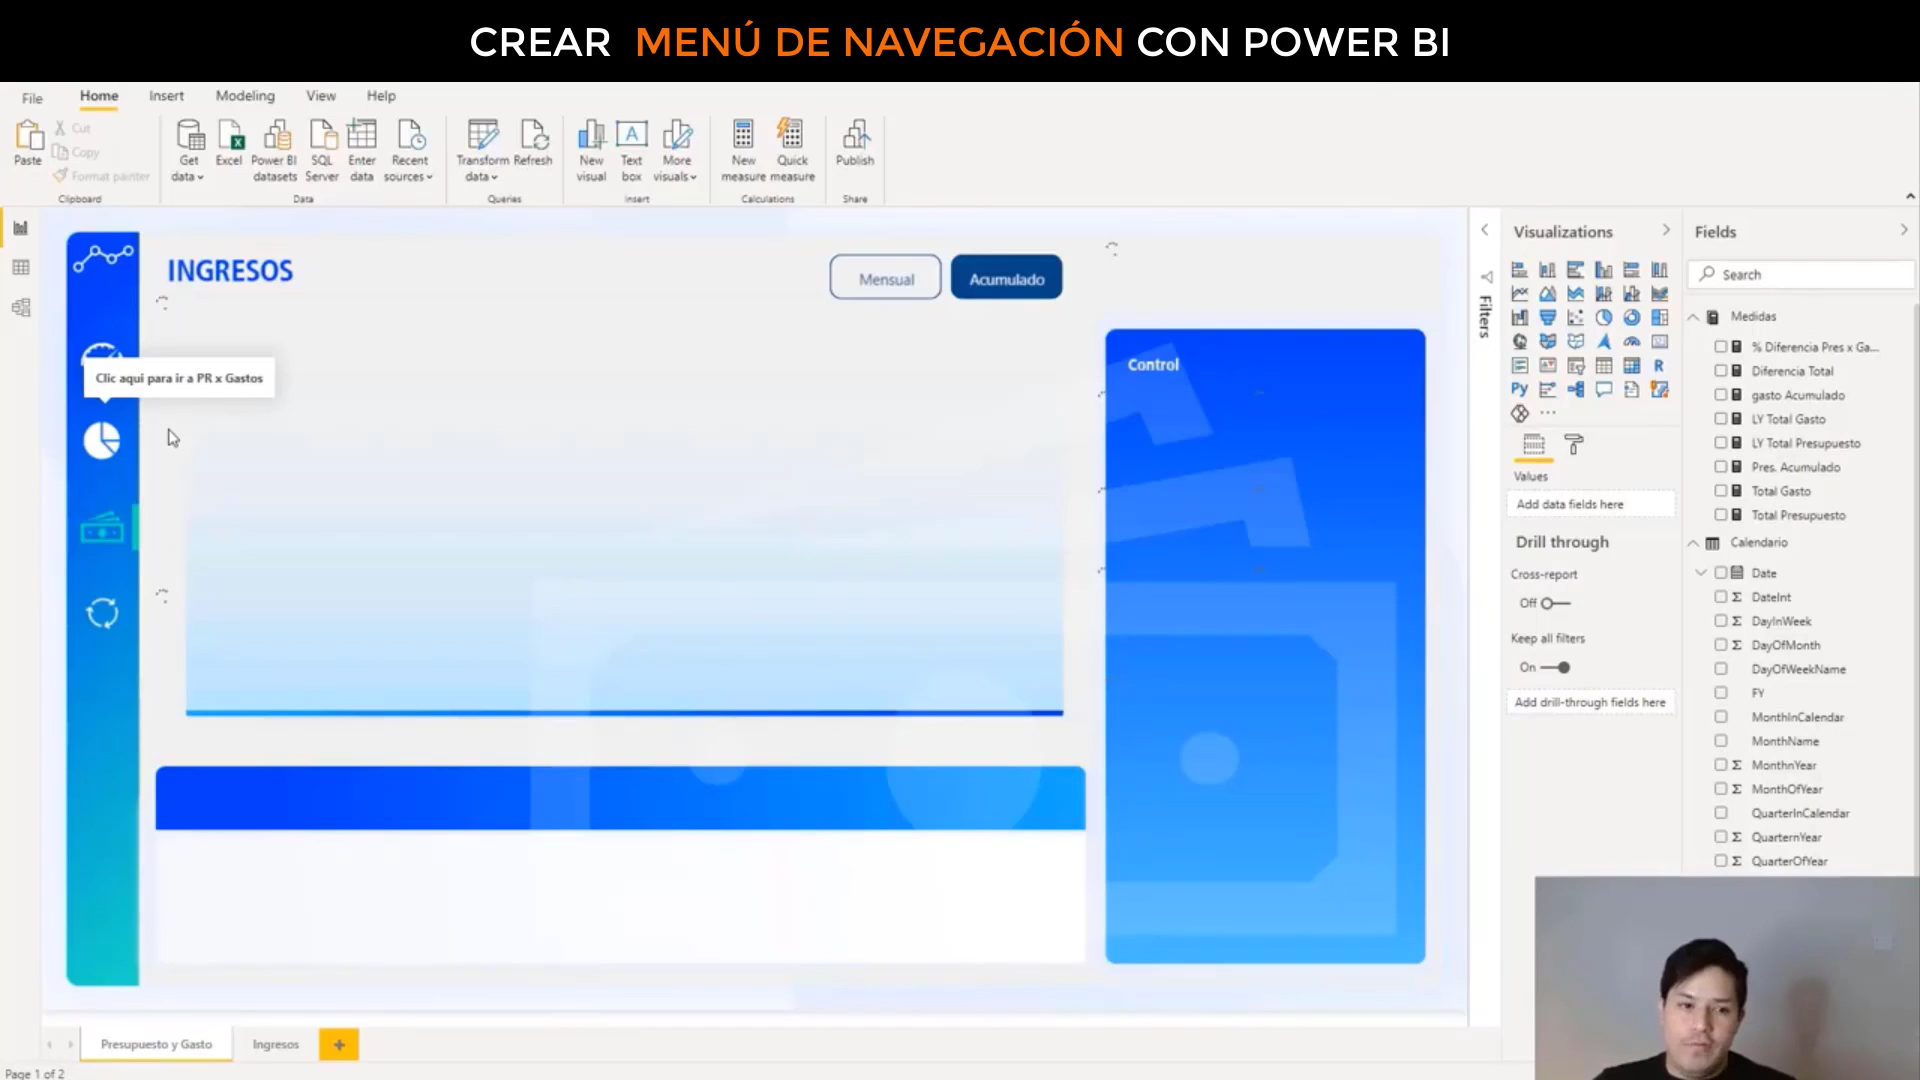 CREAR MENÚ DE NAVEGACIÓN CON POWER BI
File Home Insert Modeling View Help
Paste
Cut
Copy
Format painter
Clipboard
Get data
Excel
Power BI datasets
SQL Server
Enter data
Recent sources
Data
Transform data
Refresh
Queries
New visual
Text box
More visuals
Insert
New measure
Quick measure
Calculations
Publish
Share
INGRESOS
Mensual
Acumulado
Clic aqui para ir a PR x Gastos
Control
Filters
Visualizations
Values
Add data fields here
Drill through
Cross-report
Off
Keep all filters
On
Add drill-through fields here
Fields
Search
Medidas
% Diferencia Pres x Ga...
Diferencia Total
gasto Acumulado
LY Total Gasto
LY Total Presupuesto
Pres. Acumulado
Total Gasto
Total Presupuesto
Calendario
Date
DateInt
DayInWeek
DayOfMonth
DayOfWeekName
FY
MonthInCalendar
MonthName
MonthnYear
MonthOfYear
QuarterInCalendar
QuarternYear
QuarterOfYear
Presupuesto y Gasto
Ingresos
Page 1 of 2